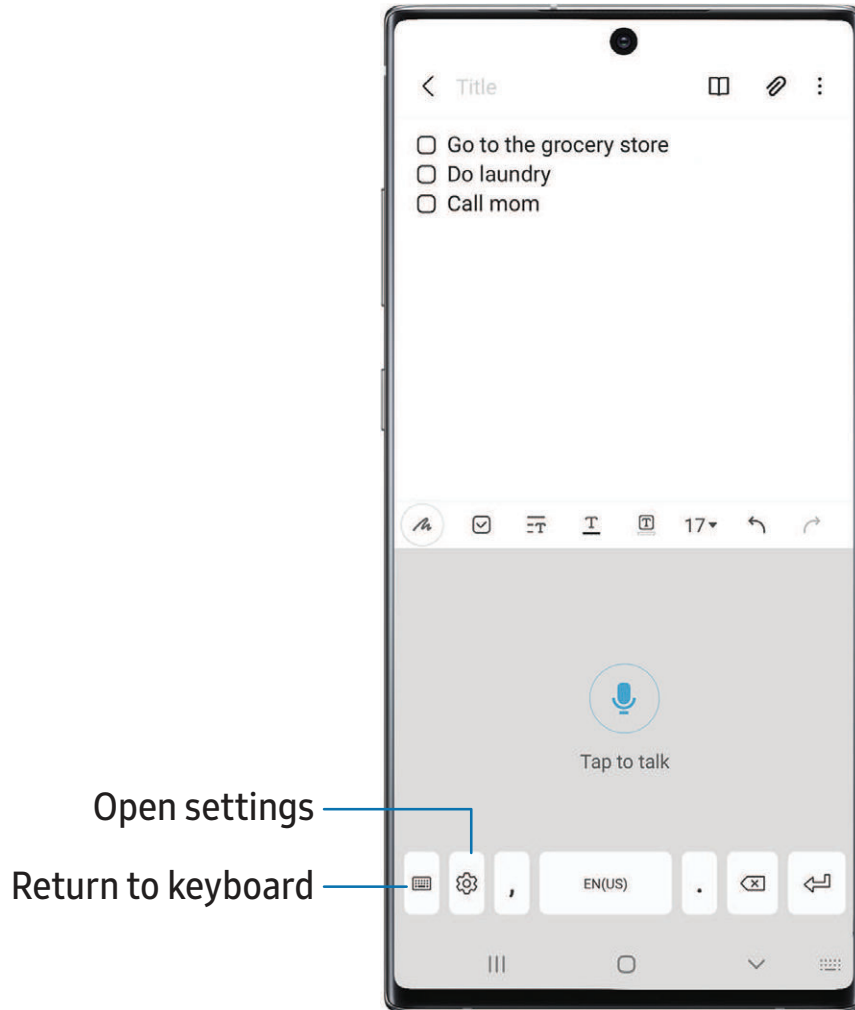 Title
Go to the grocery store
Do laundry
Call mom
17
Tap to talk
Open settings
Return to keyboard
, EN(US) .